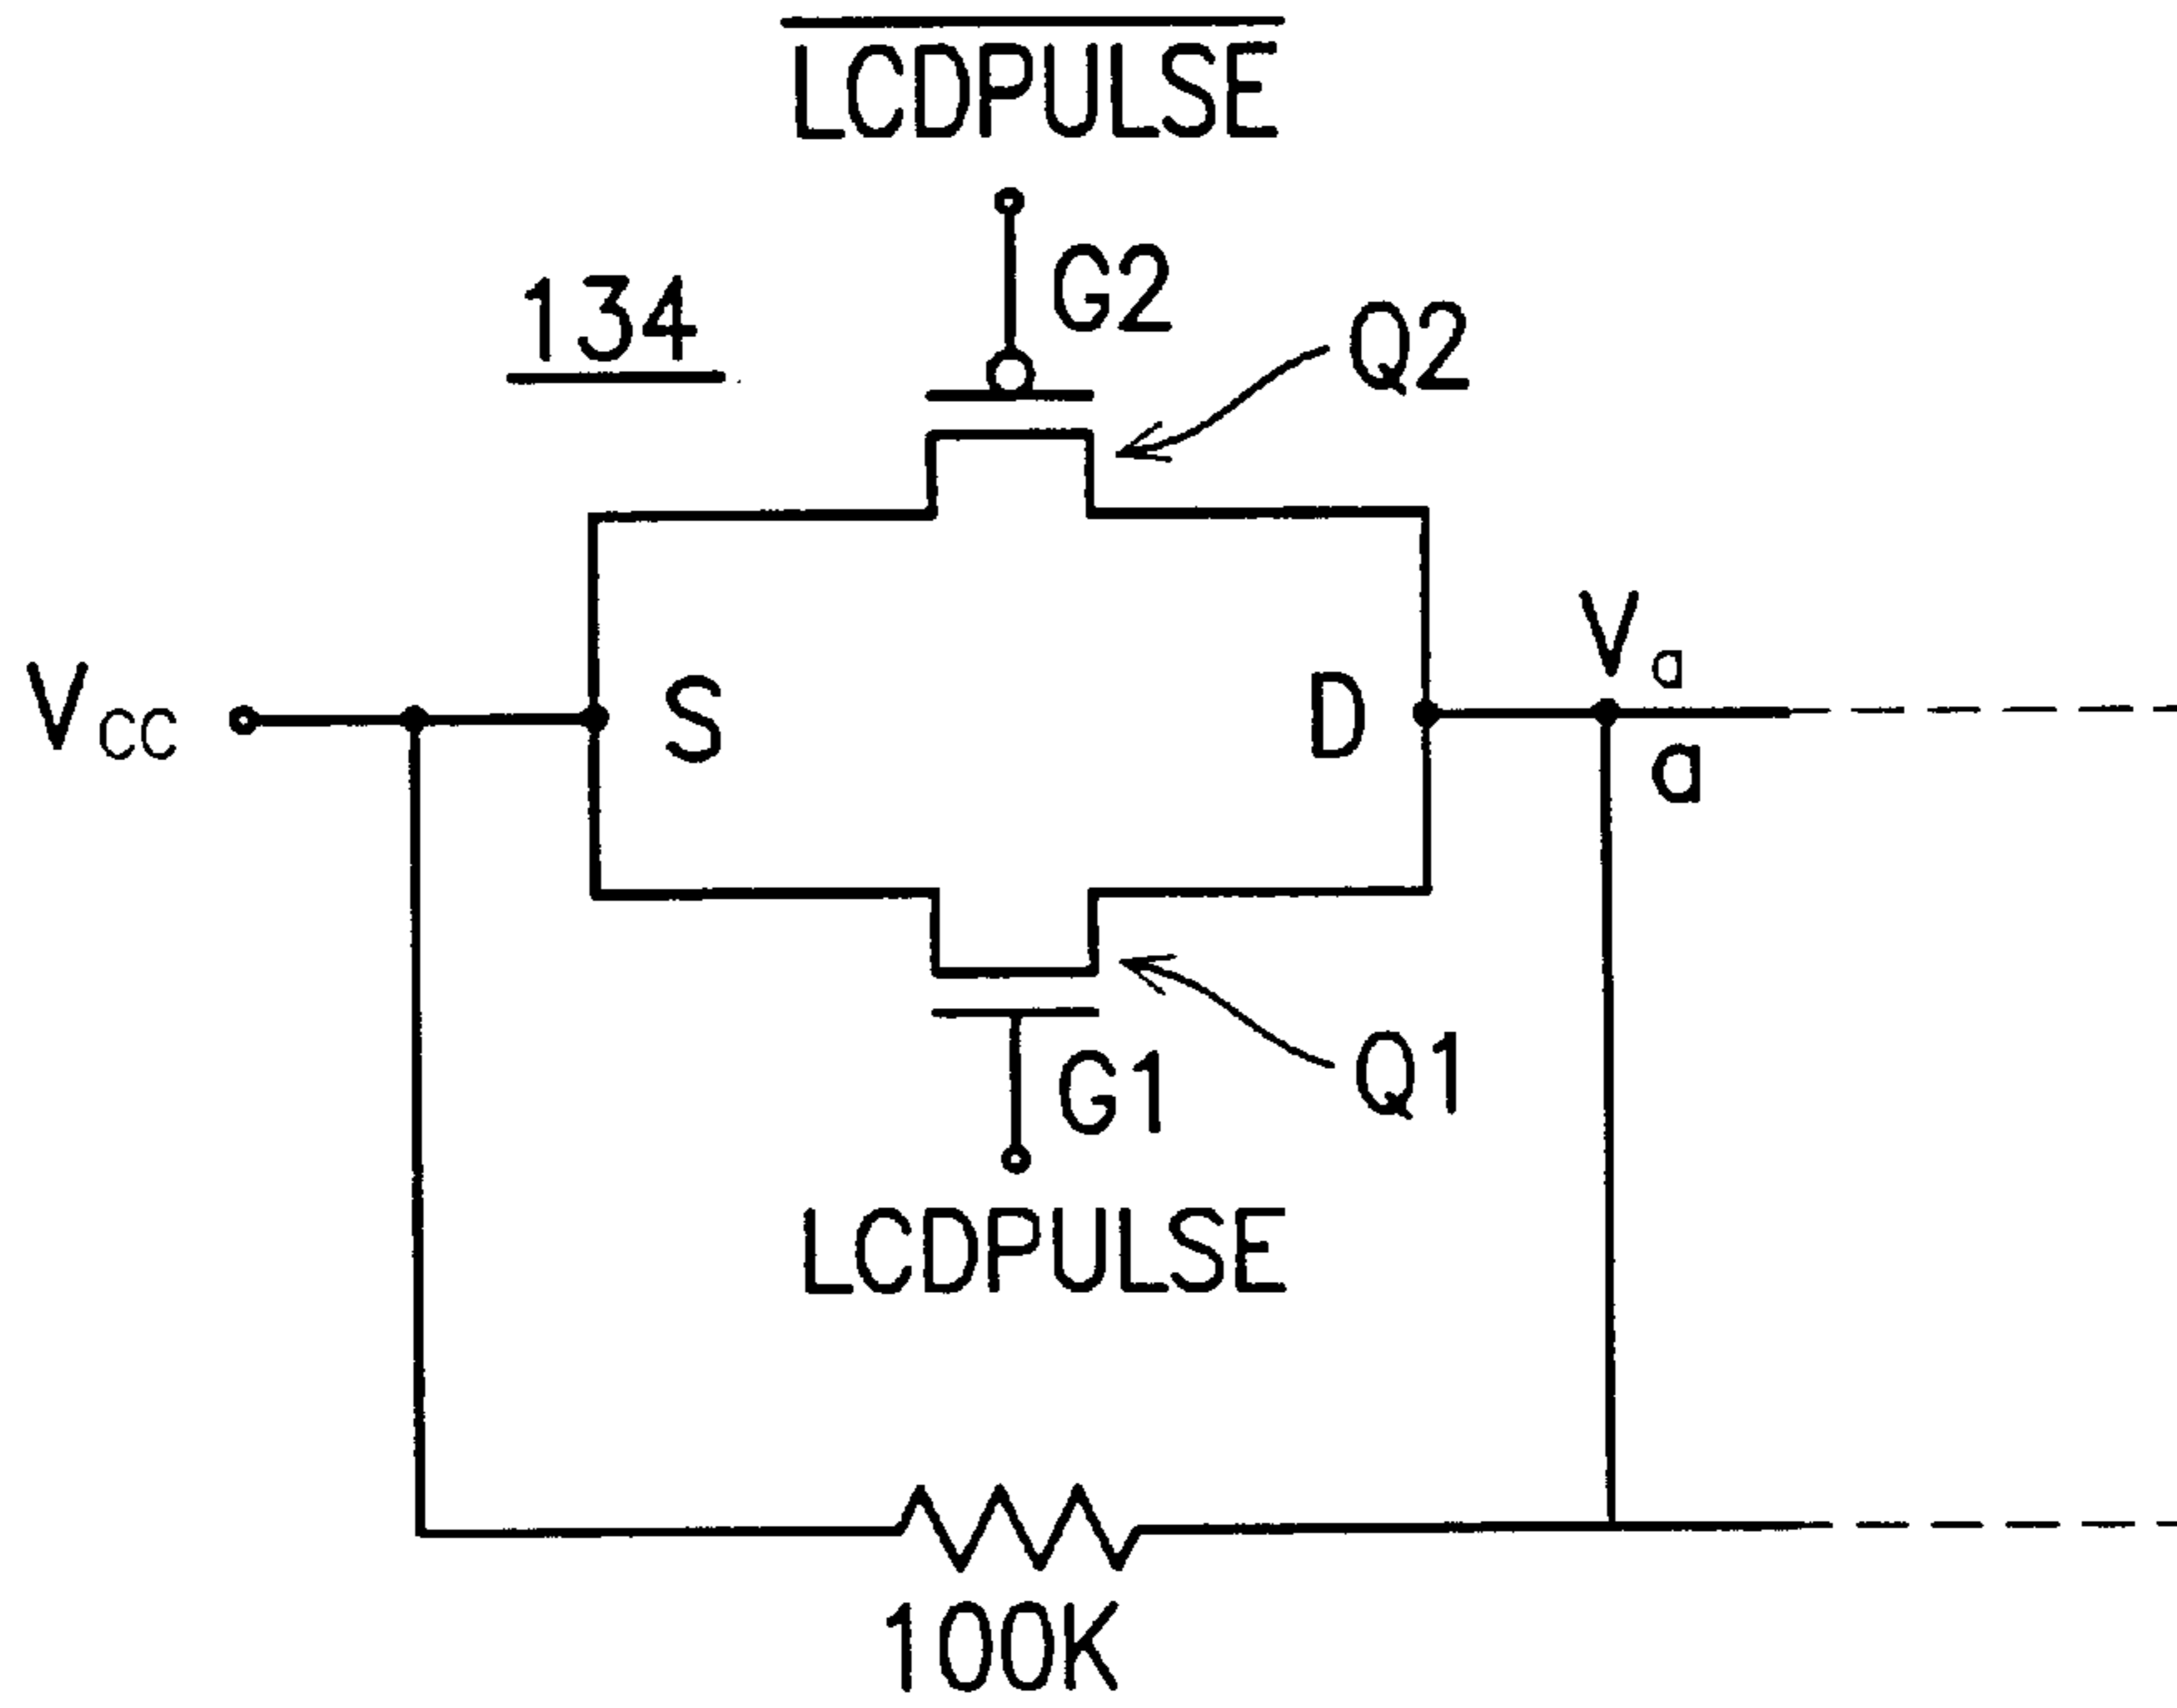 LCDPULSE
134
G2
Q2
VCC
S
D
Va
a
G1
Q1
LCDPULSE
100K